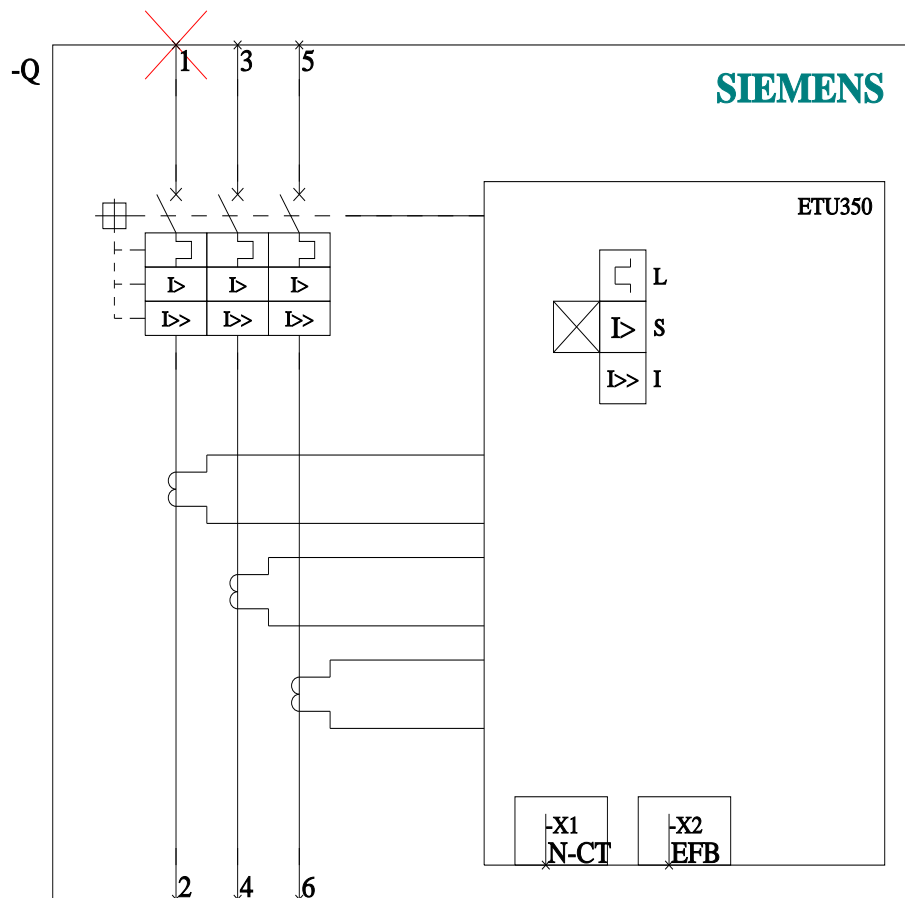 -Q
1 3 5
SIEMENS
ETU350
I> I> I>
I>> I>> I>>
L
I> S
I>> I
-X1 -X2
N-CT EFB
2 4 6